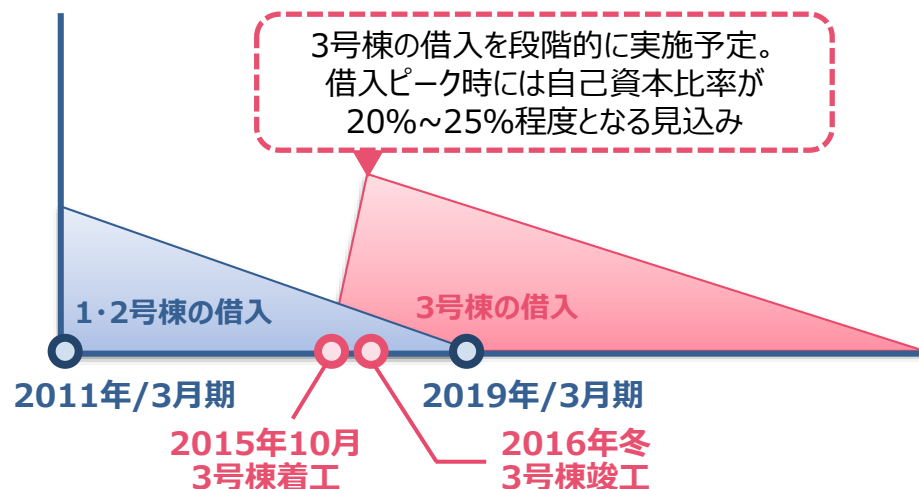 3号棟の借入を段階的に実施予定。
借入ピーク時には自己資本比率が
20%~25%程度となる見込み
1・2号棟の借入
3号棟の借入
2011年/3月期
2019年/3月期
2015年10月
3号棟着工
2016年冬
3号棟竣工